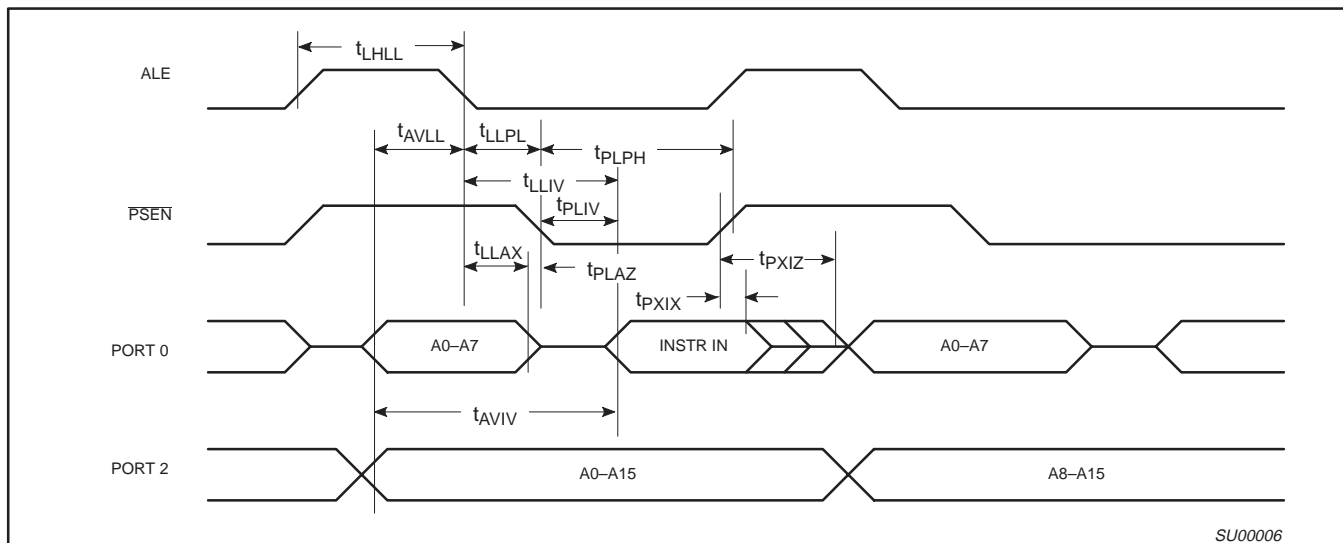 tLHLL
ALE
tAVLL
tLLPL
tPLPH
tLLIV
PSEN
tPLIV
tLLAX
tPLAZ
tPXIZ
tPXIX
PORT 0
A0–A7
INSTR IN
A0–A7
tAVIV
PORT 2
A0–A15
A8–A15
SU00006